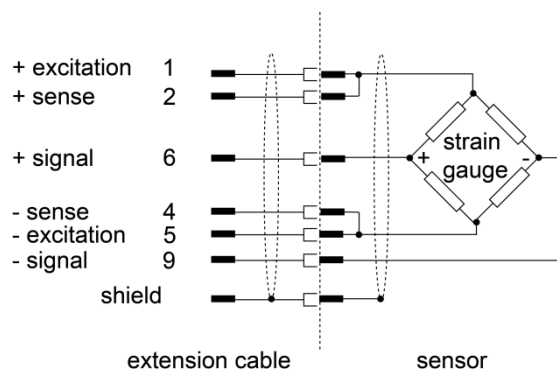 + excitation 1
+ sense 2
+ signal 6
- sense 4
- excitation 5
- signal 9
shield
+ strain gauge -
extension cable
sensor